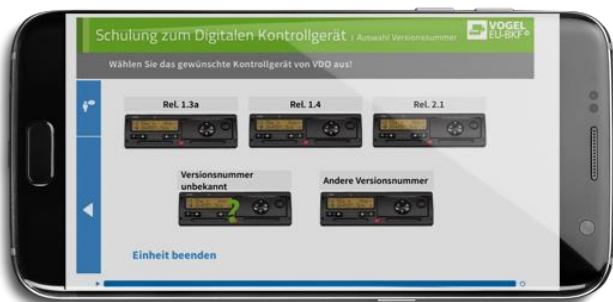 Schulung zum Digitalen Kontrollgerät | Auswahl Versionssummer
VOGEL
EU-BKF®
Wählen Sie das gewünschte Kontrollgerät von VDO aus!
Rel. 1.3a
Rel. 1.4
Rel. 2.1
Versionsnummer
unbekannt
?
Andere Versionsnummer
Einheit beenden